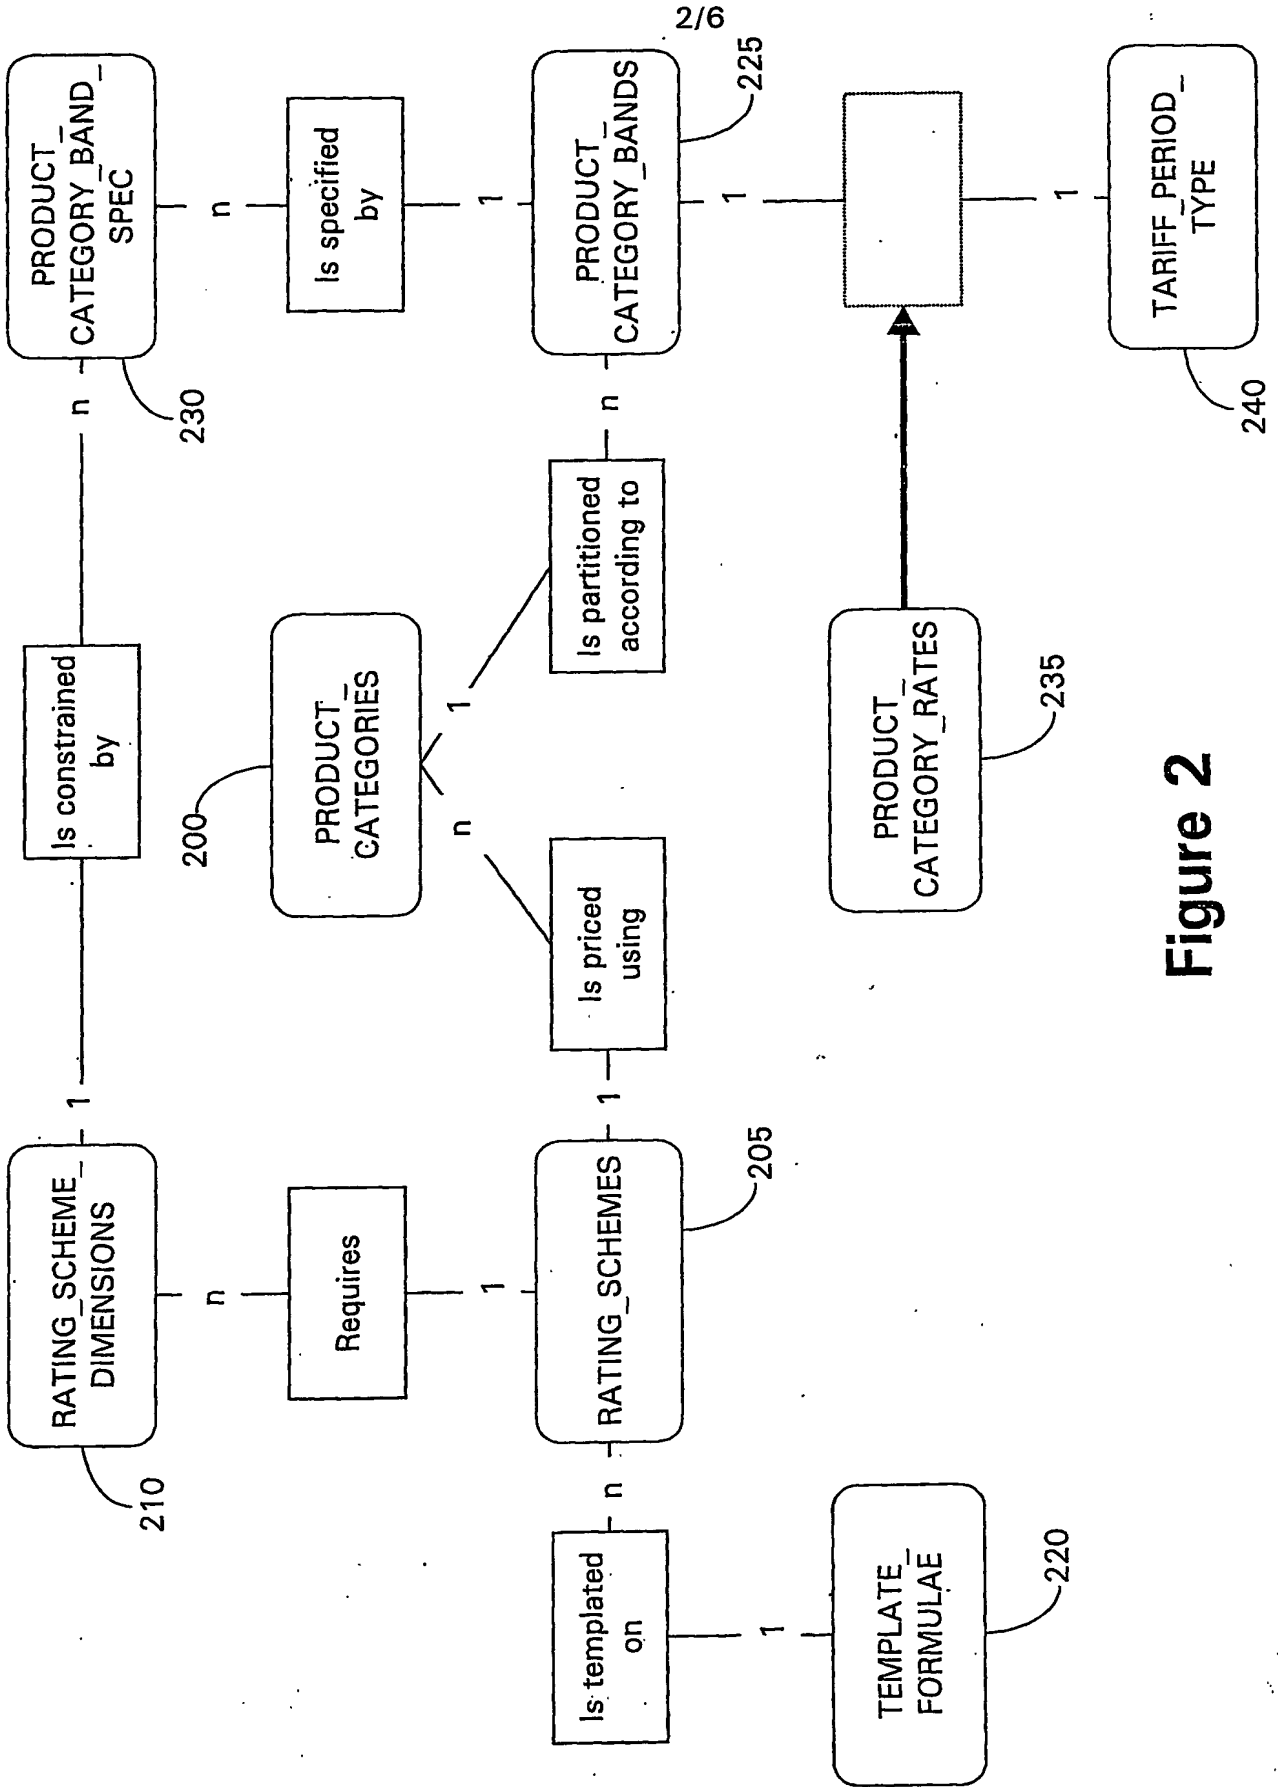 2/6
RATING_SCHEME_
DIMENSIONS
210
1
Is constrained
by
n
PRODUCT_
CATEGORY_BAND_
SPEC
230
n
Requires
1
200
PRODUCT_
CATEGORIES
n
1
n
Is specified
by
1
Is templated
on
n
RATING_SCHEMES
205
1
Is priced
using
Is partitioned
according to
n
PRODUCT_
CATEGORY_BANDS
225
1
TEMPLATE_
FORMULAE
220
PRODUCT_
CATEGORY_RATES
235
1
1
TARIFF_PERIOD_
TYPE
240
Figure 2